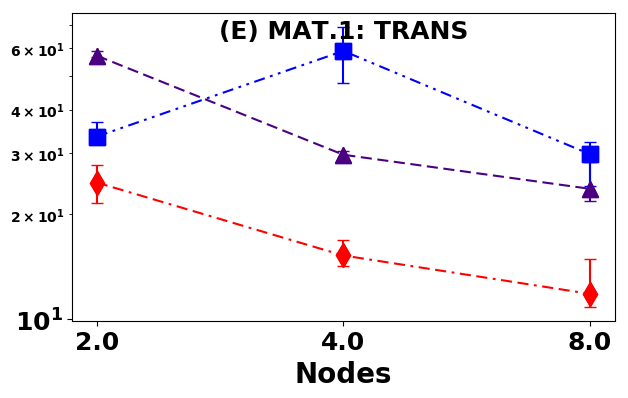 (E) MAT.1: TRANS
6 × 10¹
4 × 10¹
3 × 10¹
2 × 10¹
10¹
2.0 4.0 8.0
Nodes